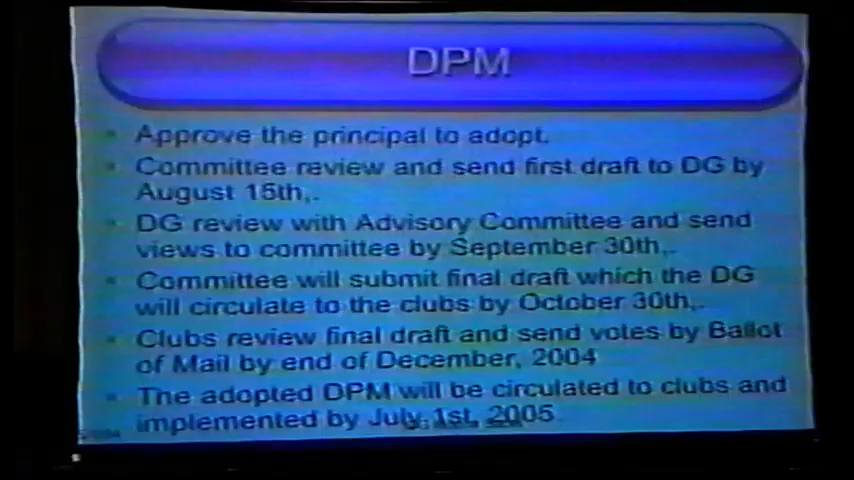 DPM
Approve the principal to adopt.
Committee review and send first draft to DG by
August 15th,.
DG review with Advisory Committee and send
views to committee by September 30th,.
Committee will submit final draft which the DG
will circulate to the clubs by October 30th,.
Clubs review final draft and send votes by Ballot
of Mail by end of December, 2004
The adopted DPM will be circulated to clubs and
implemented by July 1st, 2005.